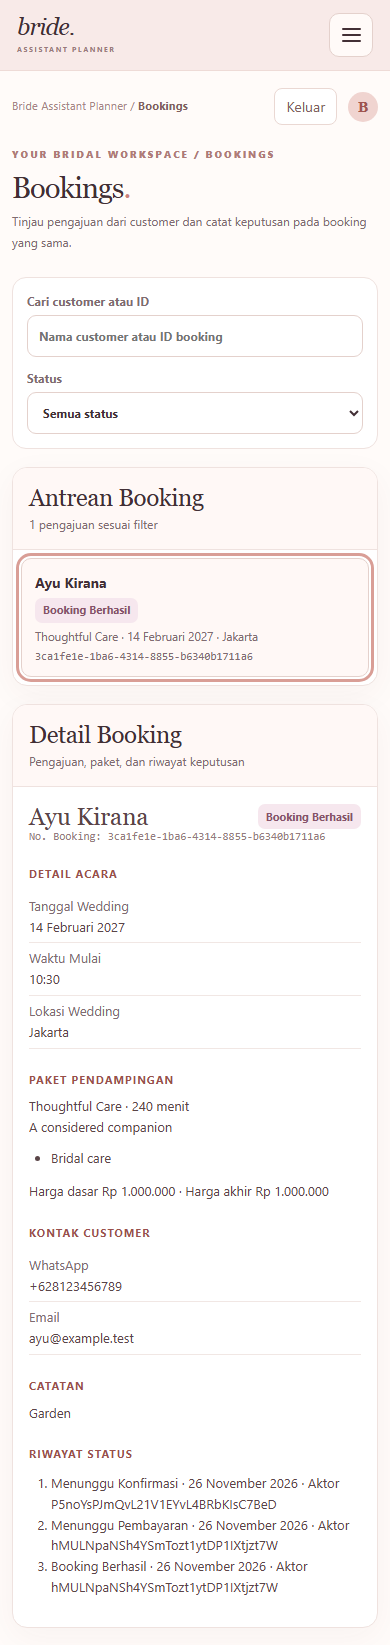 bride.
ASSISTANT PLANNER
Bride Assistant Planner / Bookings
Keluar
B
YOUR BRIDAL WORKSPACE / BOOKINGS
Bookings.
Tinjau pengajuan dari customer dan catat keputusan pada booking
yang sama.
Cari customer atau ID
Nama customer atau ID booking
Status
Semua status
Antrean Booking
1 pengajuan sesuai filter
Ayu Kirana
Booking Berhasil
Thoughtful Care · 14 Februari 2027 · Jakarta
3ca1fe1e-1ba6-4314-8855-b6340b1711a6
Detail Booking
Pengajuan, paket, dan riwayat keputusan
Ayu Kirana
Booking Berhasil
No. Booking: 3ca1fe1e-1ba6-4314-8855-b6340b1711a6
DETAIL ACARA
Tanggal Wedding
14 Februari 2027
Waktu Mulai
10:30
Lokasi Wedding
Jakarta
PAKET PENDAMPINGAN
Thoughtful Care · 240 menit
A considered companion
• Bridal care
Harga dasar Rp 1.000.000 · Harga akhir Rp 1.000.000
KONTAK CUSTOMER
WhatsApp
+628123456789
Email
ayu@example.test
CATATAN
Garden
RIWAYAT STATUS
1. Menunggu Konfirmasi · 26 November 2026 · Aktor
P5noYsPJmQvL21V1EYvL4BRbKIsC7BeD
2. Menunggu Pembayaran · 26 November 2026 · Aktor
hMULNpaNSh4YSmTozt1ytDP1IXtjzt7W
3. Booking Berhasil · 26 November 2026 · Aktor
hMULNpaNSh4YSmTozt1ytDP1IXtjzt7W